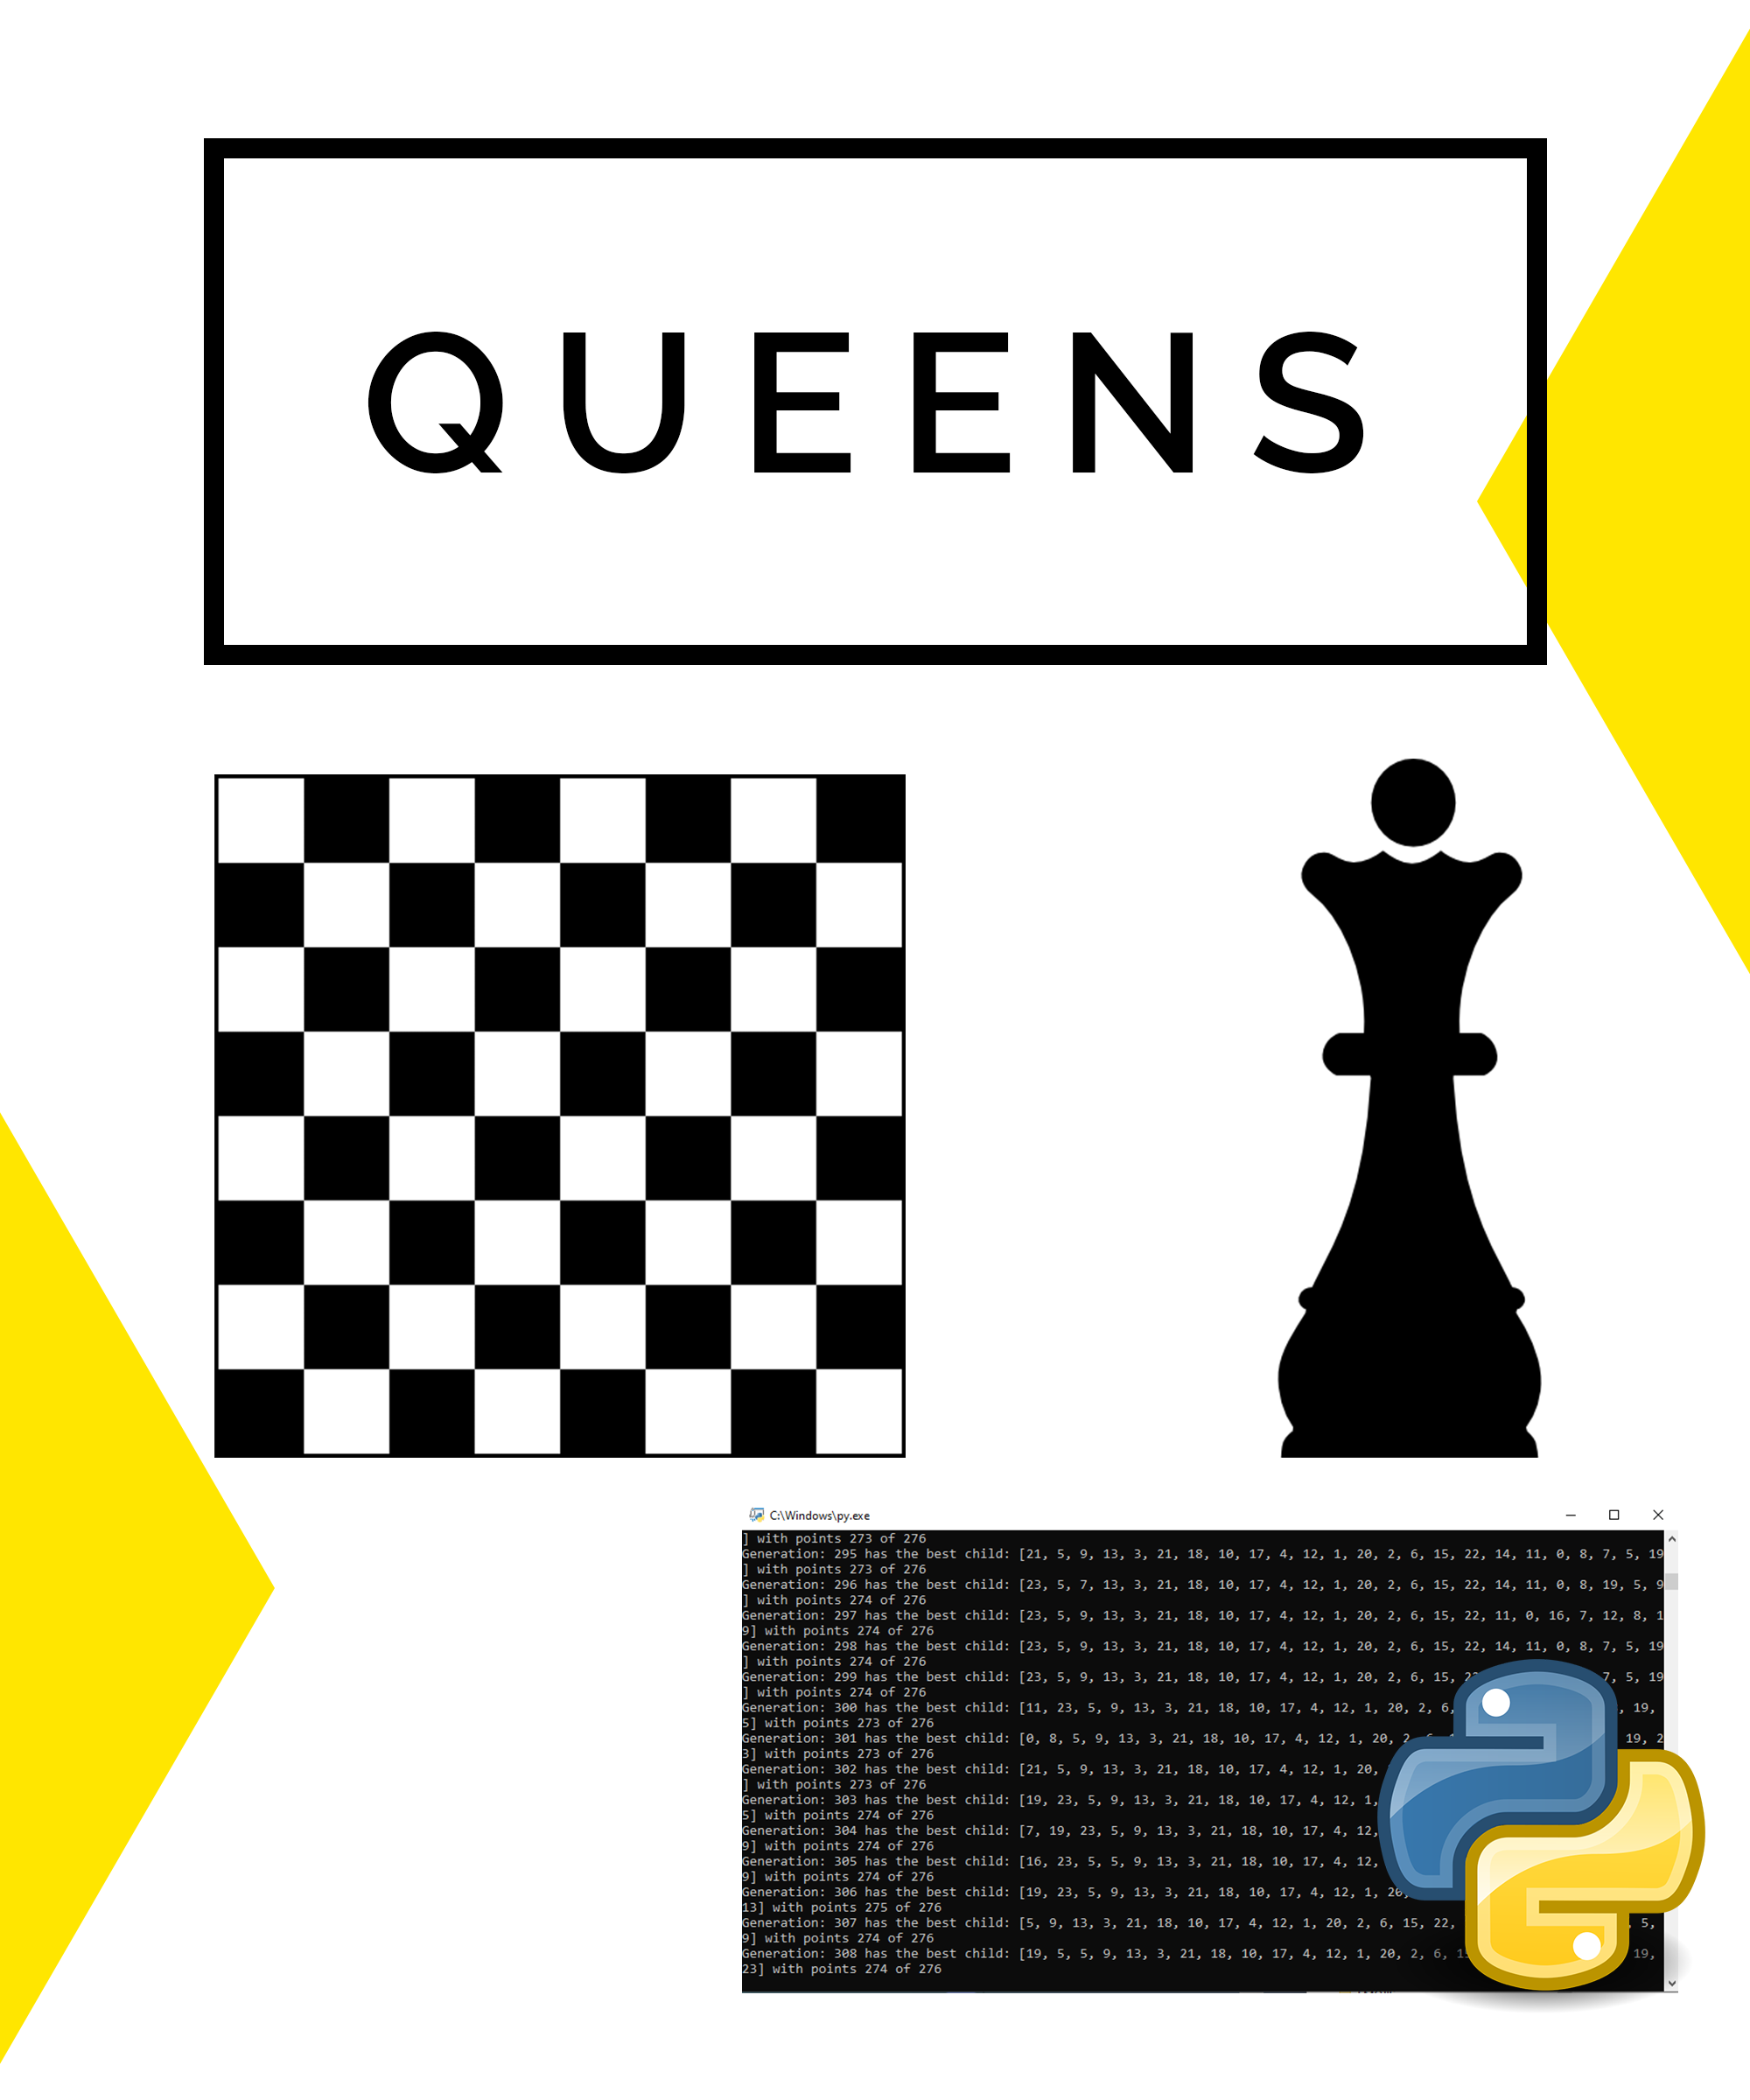 QUEENS
C:\Windows\py.exe
] with points 273 of 276
Generation: 295 has the best child: [21, 5, 9, 13, 3, 21, 18, 10, 17, 4, 12, 1, 20, 2, 6, 15, 22, 14, 11, 0, 8, 7, 5, 19
] with points 273 of 276
Generation: 296 has the best child: [23, 5, 7, 13, 3, 21, 18, 10, 17, 4, 12, 1, 20, 2, 6, 15, 22, 14, 11, 0, 8, 19, 5, 9
] with points 274 of 276
Generation: 297 has the best child: [23, 5, 9, 13, 3, 21, 18, 10, 17, 4, 12, 1, 20, 2, 6, 15, 22, 11, 0, 16, 7, 12, 8, 1
9] with points 274 of 276
Generation: 298 has the best child: [23, 5, 9, 13, 3, 21, 18, 10, 17, 4, 12, 1, 20, 2, 6, 15, 22, 14, 11, 0, 8, 7, 5, 19
] with points 274 of 276
Generation: 299 has the best child: [23, 5, 9, 13, 3, 21, 18, 10, 17, 4, 12, 1, 20, 2, 6, 15, 7, 5, 19
] with points 274 of 276
Generation: 300 has the best child: [11, 23, 5, 9, 13, 3, 21, 18, 10, 17, 4, 12, 1, 20, 2, 6, , 19,
5] with points 273 of 276
Generation: 301 has the best child: [0, 8, 5, 9, 13, 3, 21, 18, 10, 17, 4, 12, 1, 20, 2, 19, 2
3] with points 273 of 276
Generation: 302 has the best child: [21, 5, 9, 13, 3, 21, 18, 10, 17, 4, 12, 1, 20,
] with points 273 of 276
Generation: 303 has the best child: [19, 23, 5, 9, 13, 3, 21, 18, 10, 17, 4, 12, 1,
5] with points 274 of 276
Generation: 304 has the best child: [7, 19, 23, 5, 9, 13, 3, 21, 18, 10, 17, 4, 12,
9] with points 274 of 276
Generation: 305 has the best child: [16, 23, 5, 5, 9, 13, 3, 21, 18, 10, 17, 4, 12,
9] with points 274 of 276
Generation: 306 has the best child: [19, 23, 5, 9, 13, 3, 21, 18, 10, 17, 4, 12, 1, 20,
13] with points 275 of 276
Generation: 307 has the best child: [5, 9, 13, 3, 21, 18, 10, 17, 4, 12, 1, 20, 2, 6, 15, 22, 5,
9] with points 274 of 276
Generation: 308 has the best child: [19, 5, 5, 9, 13, 3, 21, 18, 10, 17, 4, 12, 1, 20, 2, 6, 19,
23] with points 274 of 276